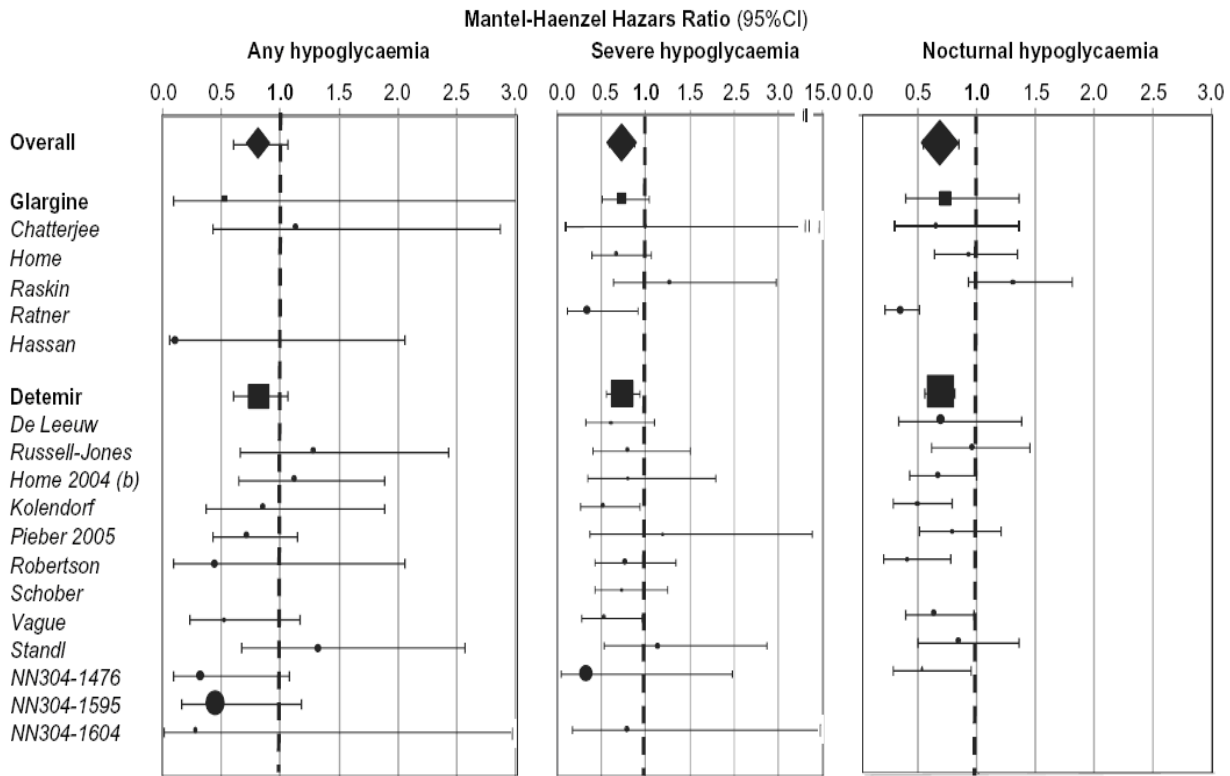 Mantel-Haenzel Hazars Ratio (95%CI)
Any hypoglycaemia Severe hypoglycaemia Nocturnal hypoglycaemia
0.0 0.5 1.0 1.5 2.0 2.5 3.0 0.0 0.5 1.0 1.5 2.5 3.0 15.0 0.0 0.5 1.0 1.5 2.0 2.5 3.0
Overall
Glargine
Chatterjee
Home
Raskin
Ratner
Hassan
Detemir
De Leeuw
Russell-Jones
Home 2004 (b)
Kolendorf
Pieber 2005
Robertson
Schober
Vague
Standl
NN304-1476
NN304-1595
NN304-1604